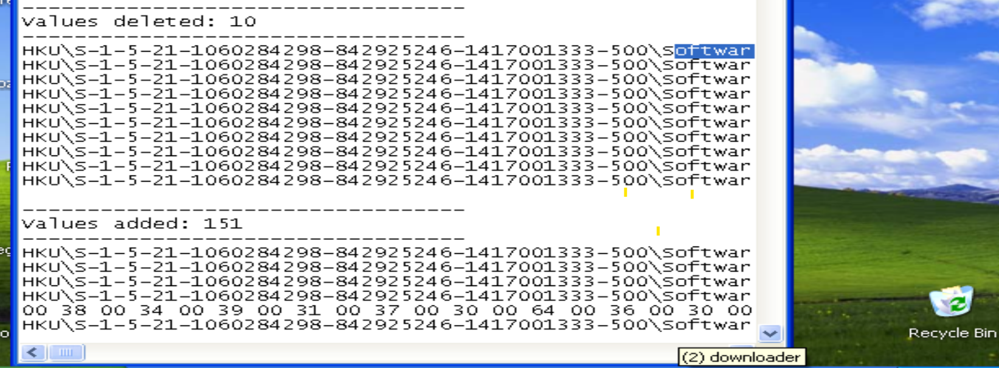 ----------------------------------
Values deleted: 10
----------------------------------
HKU\S-1-5-21-1060284298-842925246-1417001333-500\Softwar
HKU\S-1-5-21-1060284298-842925246-1417001333-500\Softwar
HKU\S-1-5-21-1060284298-842925246-1417001333-500\Softwar
HKU\S-1-5-21-1060284298-842925246-1417001333-500\Softwar
HKU\S-1-5-21-1060284298-842925246-1417001333-500\Softwar
HKU\S-1-5-21-1060284298-842925246-1417001333-500\Softwar
HKU\S-1-5-21-1060284298-842925246-1417001333-500\Softwar
HKU\S-1-5-21-1060284298-842925246-1417001333-500\Softwar
HKU\S-1-5-21-1060284298-842925246-1417001333-500\Softwar
HKU\S-1-5-21-1060284298-842925246-1417001333-500\Softwar
----------------------------------
Values added: 151
----------------------------------
HKU\S-1-5-21-1060284298-842925246-1417001333-500\Softwar
HKU\S-1-5-21-1060284298-842925246-1417001333-500\Softwar
HKU\S-1-5-21-1060284298-842925246-1417001333-500\Softwar
HKU\S-1-5-21-1060284298-842925246-1417001333-500\Softwar
00 38 00 34 00 39 00 31 00 37 00 30 00 64 00 36 00 30 00
HKU\S-1-5-21-1060284298-842925246-1417001333-500\Softwar
Recycle Bin
(2) downloader